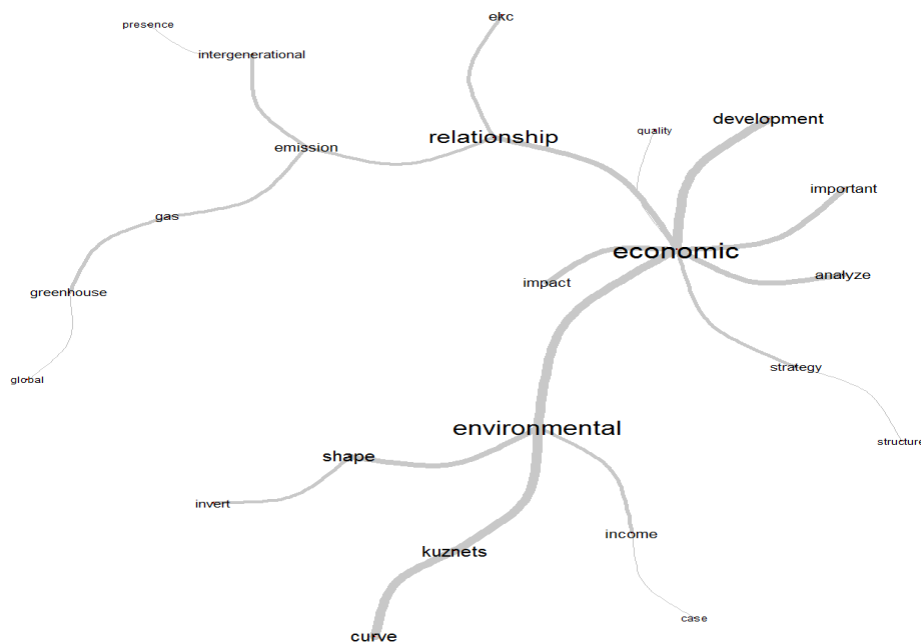 ekc
presence
intergenerational
development
quality
relationship
emission
important
gas
economic
analyze
impact
greenhouse
strategy
global
environmental
structure
shape
invert
income
kuznets
case
curve